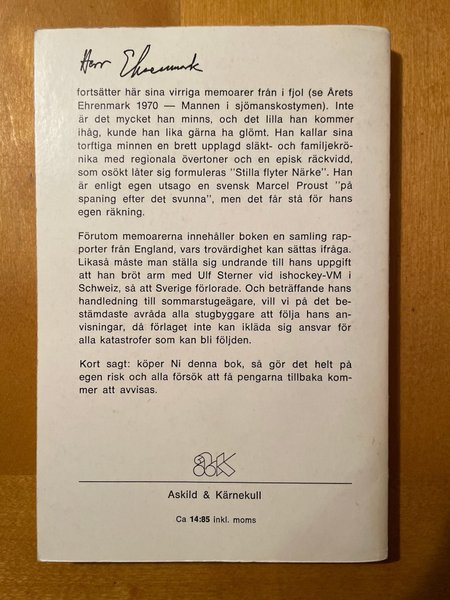 Herr Ehrenmark
fortsätter här sina virriga memoarer från i fjol (se Årets
Ehrenmark 1970 — Mannen i sjömanskostymen). Inte
är det mycket han minns, och det lilla han kommer
ihåg, kunde han lika gärna ha glömt. Han kallar sina
torftiga minnen en brett upplagd släkt- och familjekrö-
nika med regionala övertoner och en episk räckvidd,
som osökt låter sig formuleras "Stilla flyter Närke". Han
är enligt egen utsago en svensk Marcel Proust "på
spaning efter det svunna", men det får stå för hans
egen räkning.
Förutom memoarerna innehåller boken en samling rap-
porter från England, vars trovärdighet kan sättas ifråga.
Likaså måste man ställa sig undrande till hans uppgift
att han bröt arm med Ulf Sterner vid ishockey-VM i
Schweiz, så att Sverige förlorade. Och beträffande hans
handledning till sommarstugeägare, vill vi på det be-
stämdaste avråda alla stugbyggare att följa hans an-
visningar, då förlaget inte kan ikläda sig ansvar för
alla katastrofer som kan bli följden.
Kort sagt: köper Ni denna bok, så gör det helt på
egen risk och alla försök att få pengarna tillbaka kom-
mer att avvisas.
a&K
Askild & Kärnekull
Ca 14:85 inkl. moms